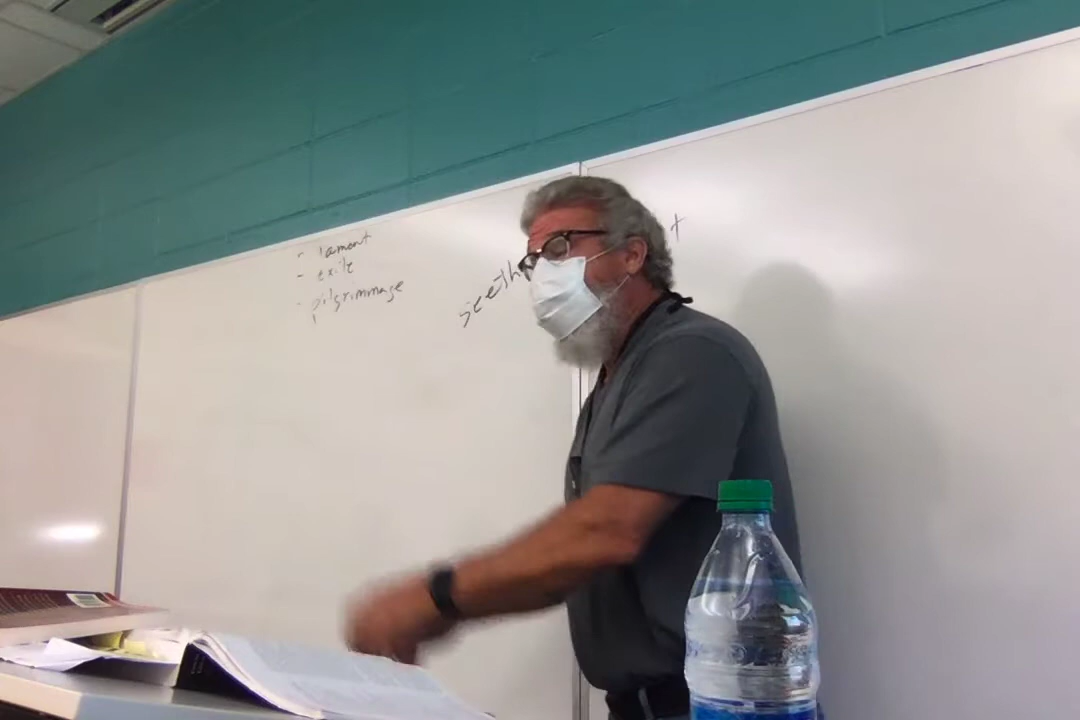 - lament
- exile
- pilgrimmage
seeth
t